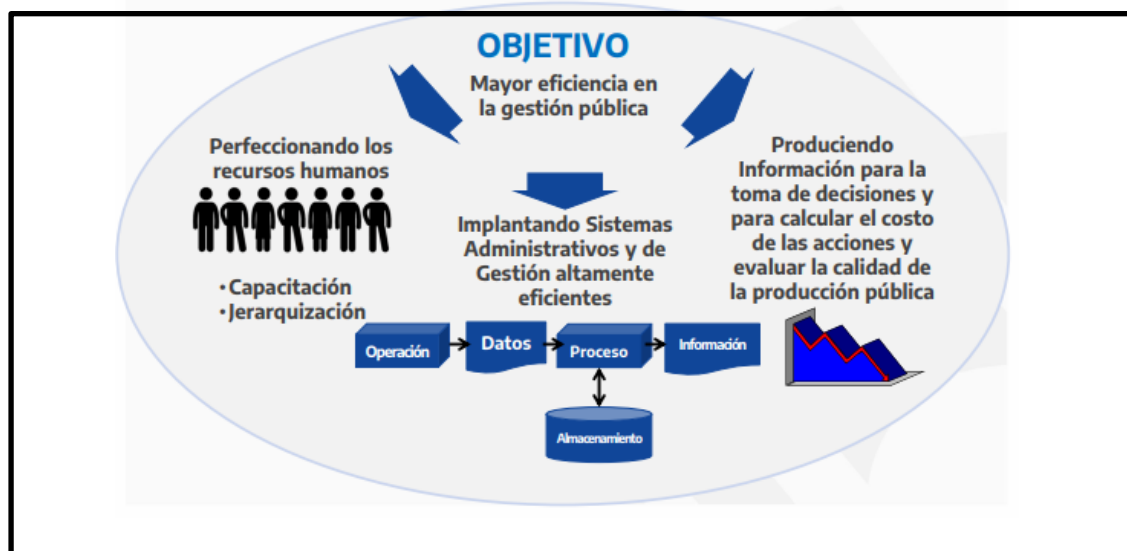 OBJETIVO
Mayor eficiencia en
la gestión pública
Perfeccionando los
recursos humanos
•Capacitación
•Jerarquización
Implantando Sistemas
Administrativos y de
Gestión altamente
eficientes
Produciendo
Información para la
toma de decisiones y
para calcular el costo
de las acciones y
evaluar la calidad de
la producción pública
Operación
Datos
Proceso
Información
Almacenamiento